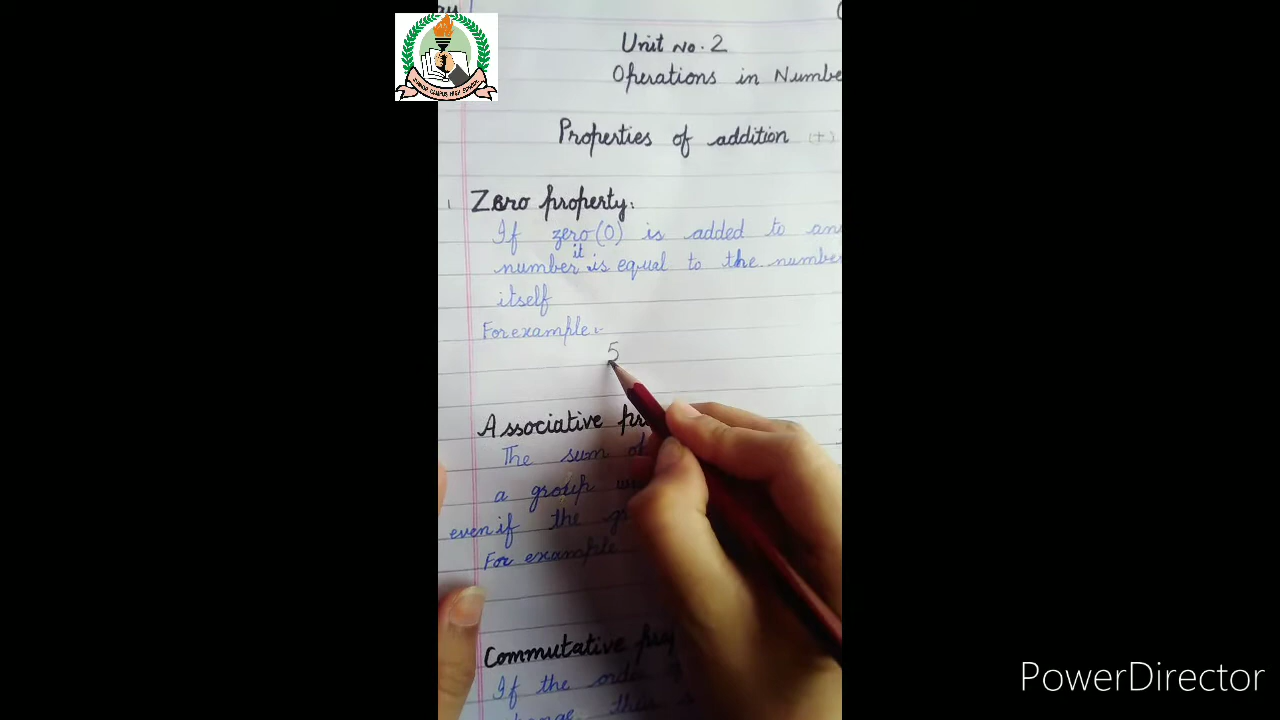 Unit No. 2
Operations in Numbe
Properties of addition (+)
1 Zero property:
If zero (0) is added to an
number it is equal to the number
itself
For example:-
5
Associative
The sum of
a group
even if the
For example
Commutative
If the
PowerDirector